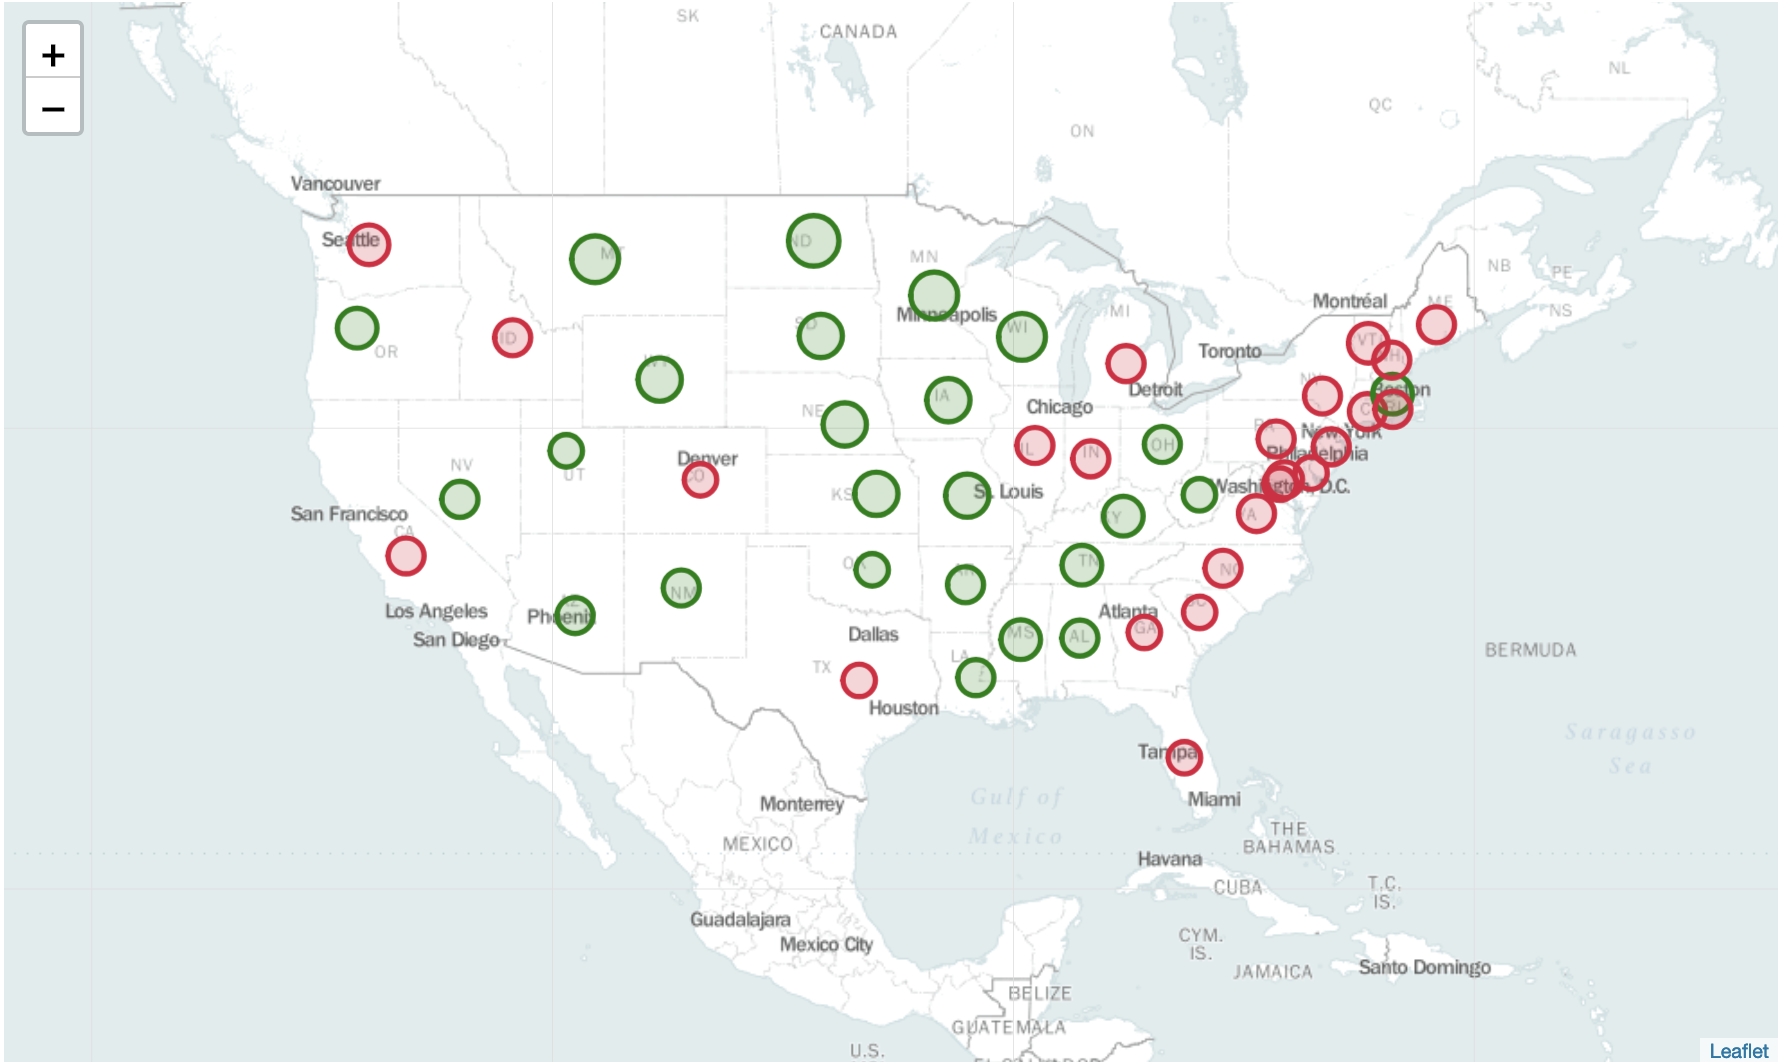 +
−
SK
CANADA
NL
QC
ON
Vancouver
Seattle
MT
ND
MN
NB
PE
ME
NS
Montréal
VT
NH
MI
Minneapolis
WI
SD
ID
OR
WY
Toronto
Detroit
NY
Boston
IA
Chicago
NE
CT
RI
PA
New York
OH
Philadelphia
IL
IN
Denver
CO
NV
UT
KS
St. Louis
Washington, D.C.
San Francisco
CA
KY
VA
OK
AR
TN
NC
NM
AZ
SC
Los Angeles
Phoenix
Atlanta
GA
San Diego
Dallas
MS
AL
TX
LA
BERMUDA
Houston
Saragasso
Sea
Tampa
Miami
Gulf of
Mexico
Monterrey
MEXICO
THE
BAHAMAS
Havana
CUBA
T.C.
IS.
Guadalajara
Mexico City
CYM.
IS.
JAMAICA
Santo Domingo
BELIZE
GUATEMALA
U.S.
EL SALVADOR
Leaflet